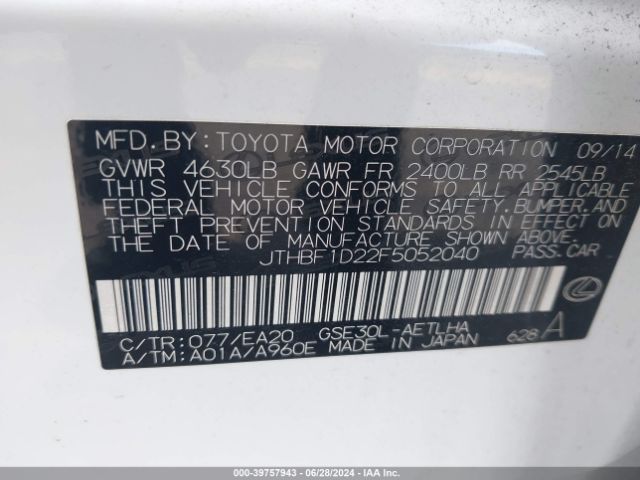 MFD. BY: TOYOTA MOTOR CORPORATION 09/14
GVWR 4630LB GAWR FR 2400LB RR 2545LB
THIS VEHICLE CONFORMS TO ALL APPLICABLE
FEDERAL MOTOR VEHICLE SAFETY, BUMPER, AND
THEFT PREVENTION STANDARDS IN EFFECT ON
THE DATE OF MANUFACTURE SHOWN ABOVE.
JTHBF1D22F5052040 PASS. CAR
C/TR: 077/EA20 GSE30L-AETLHA
A/TM: A01A/A960E MADE IN JAPAN 628 A
000-39757943 - 06/28/2024 - IAAI.COM